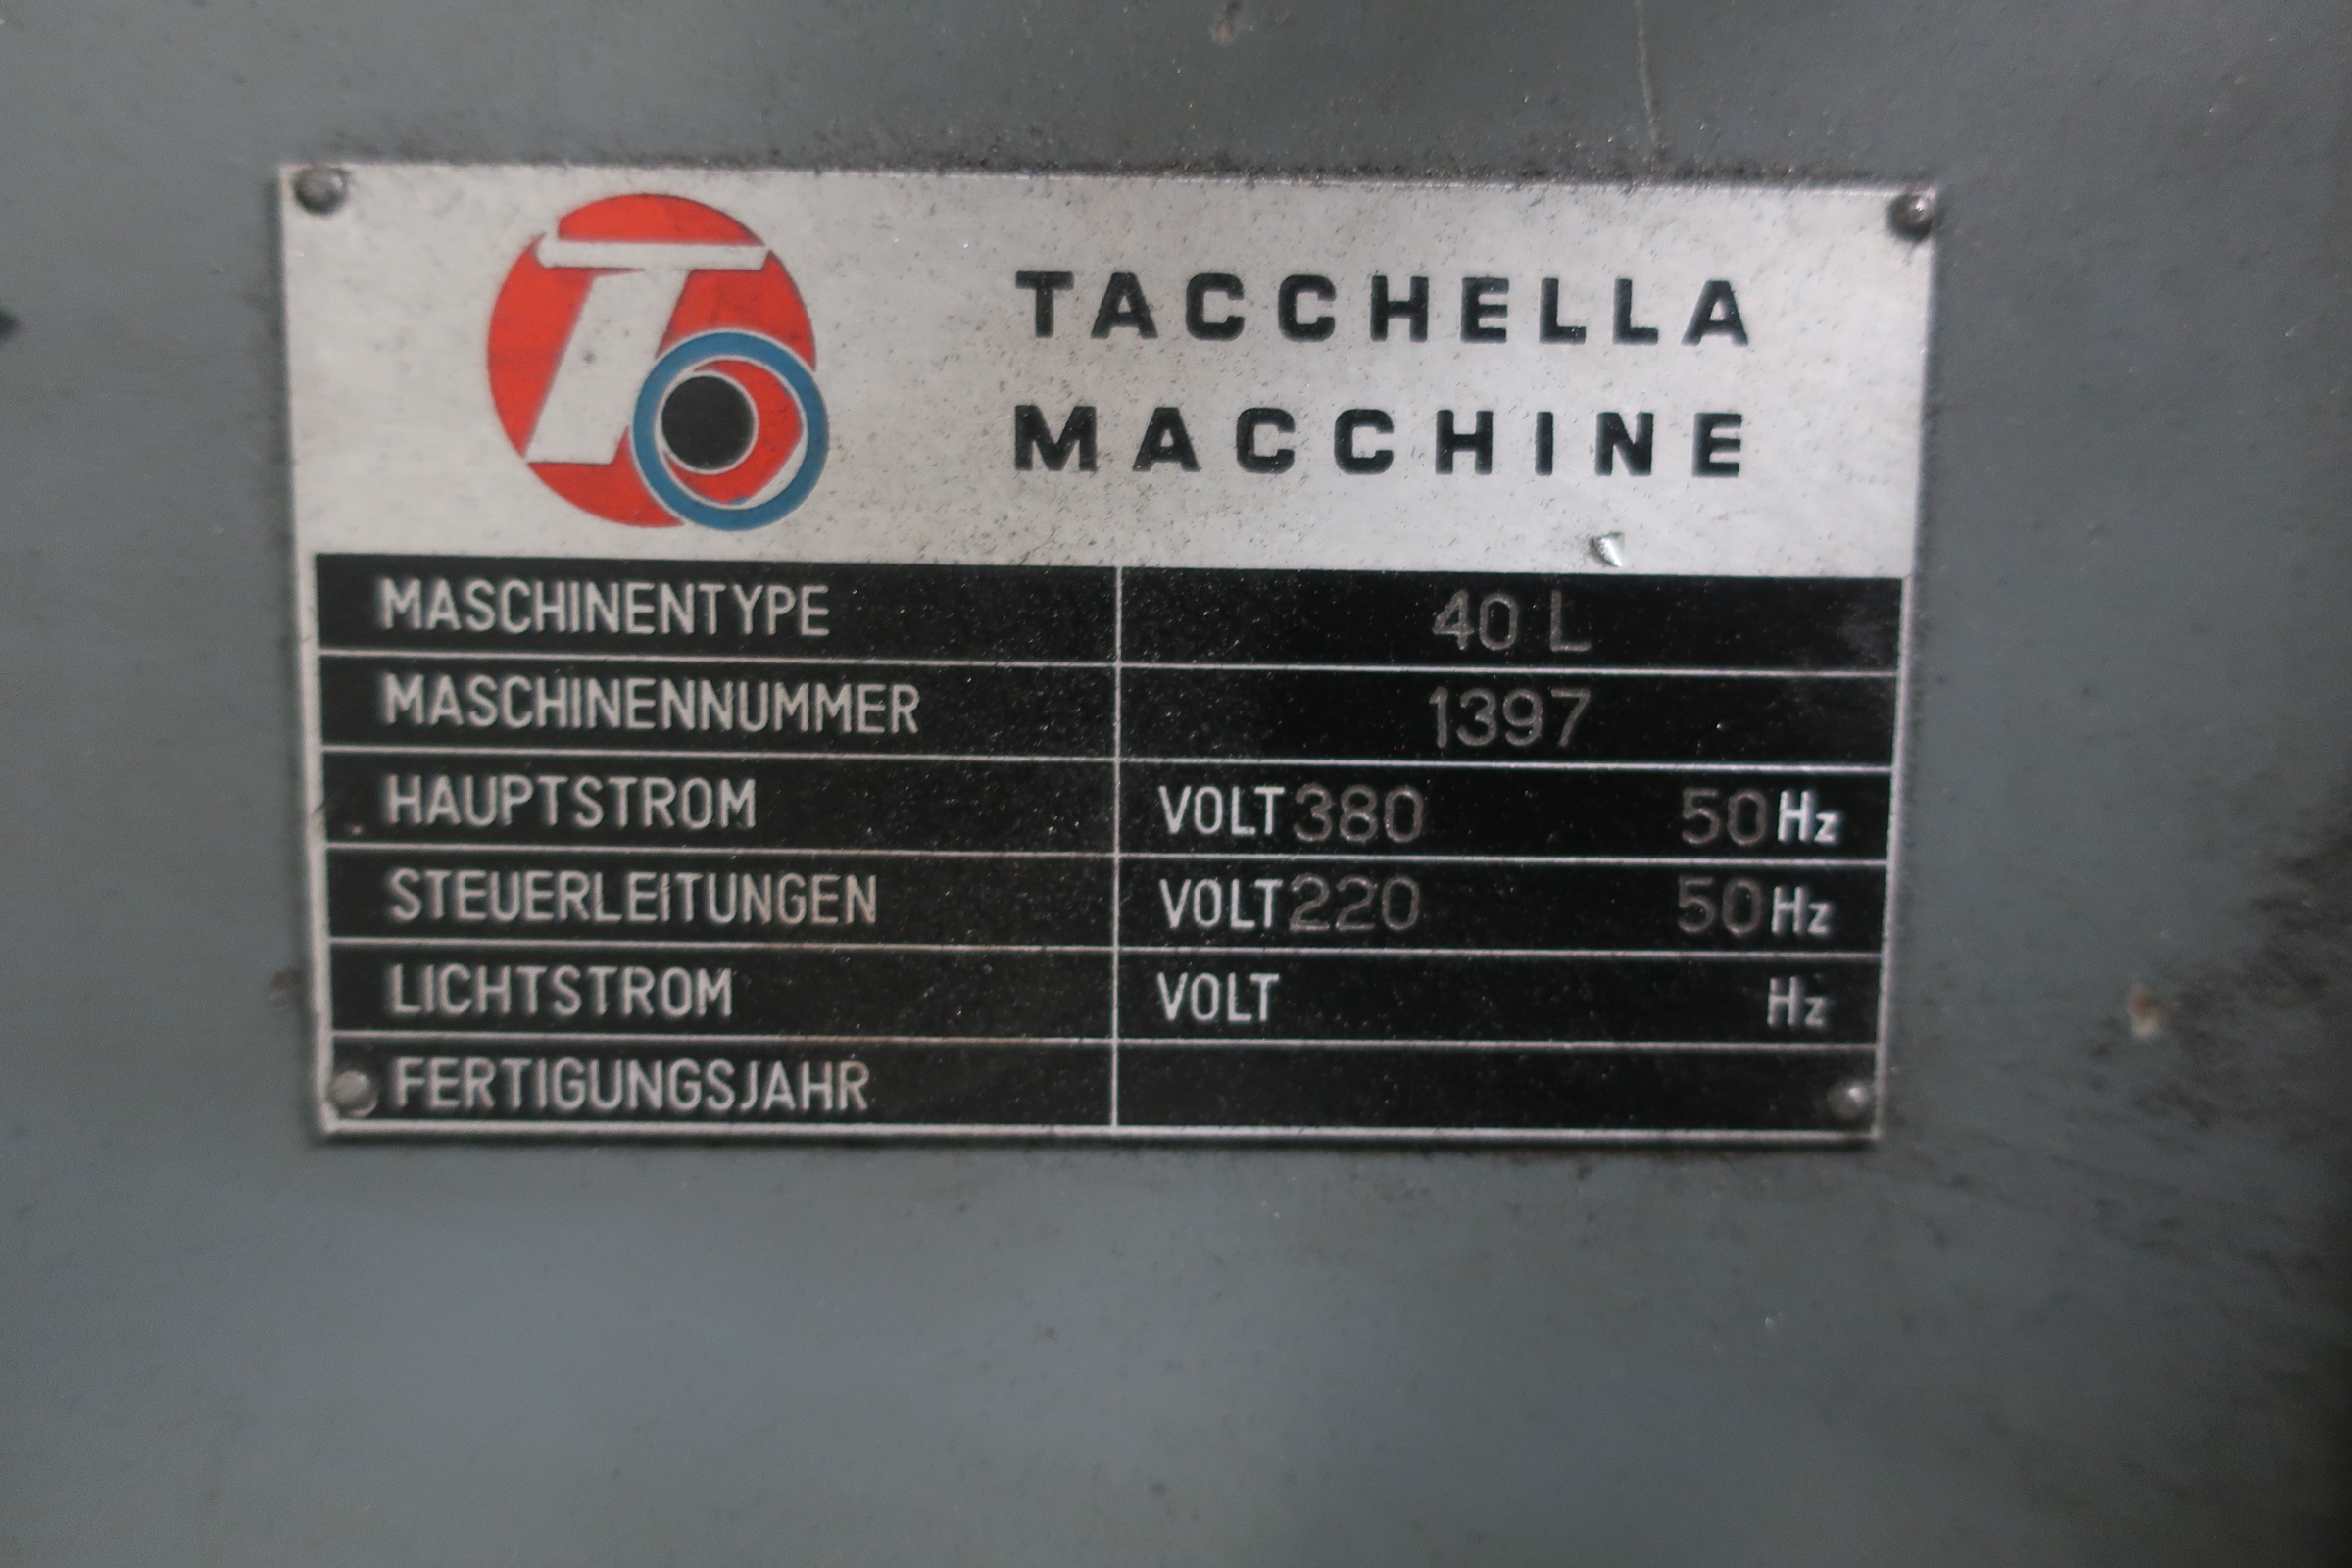 TACCHELLA
MACCHINE
MASCHINENTYPE 40 L
MASCHINENNUMMER 1397
HAUPTSTROM VOLT 380 50 Hz
STEUERLEITUNGEN VOLT 220 50 Hz
LICHTSTROM VOLT Hz
FERTIGUNGSJAHR